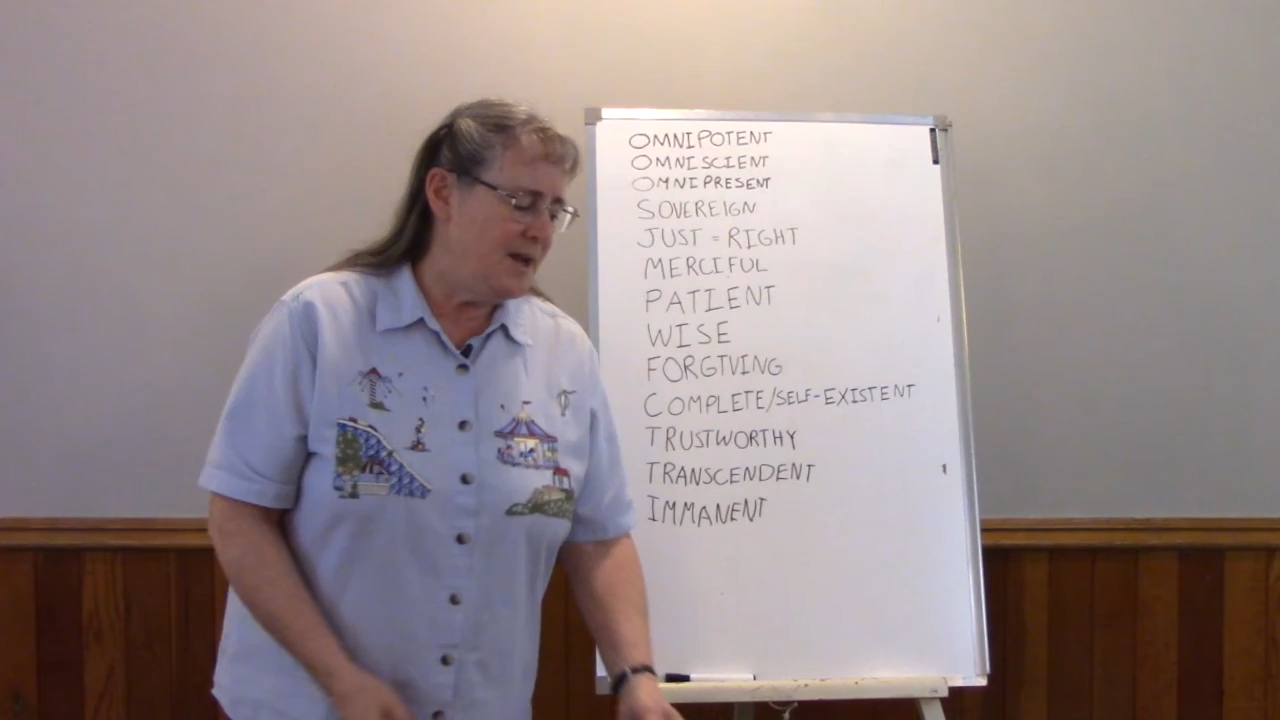 OMNIPOTENT
OMNISCIENT
OMNIPRESENT
SOVEREIGN
JUST = RIGHT
MERCIFUL
PATIENT
WISE
FORGIVING
COMPLETE/SELF-EXISTENT
TRUSTWORTHY
TRANSCENDENT
IMMANENT